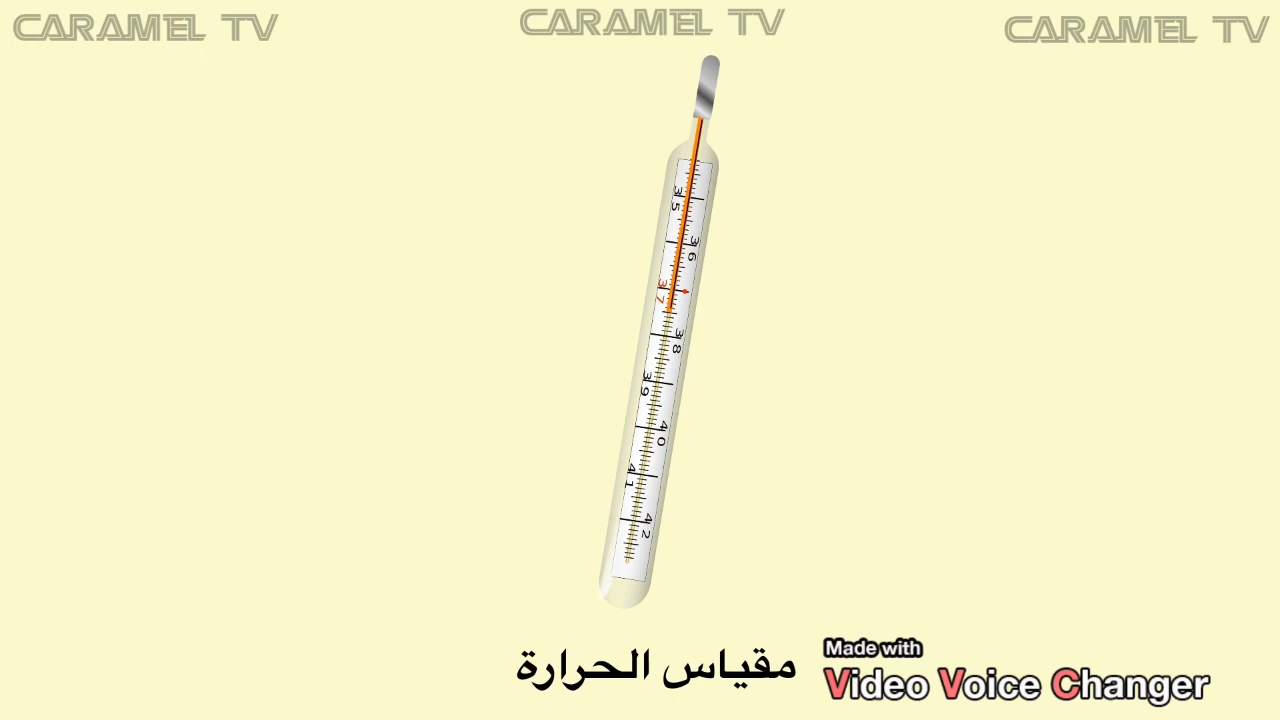 CARAMEL TV CARAMEL TV CARAMEL TV
35
36
37
38
39
40
41
42
مقياس الحرارة
Made with
Video Voice Changer